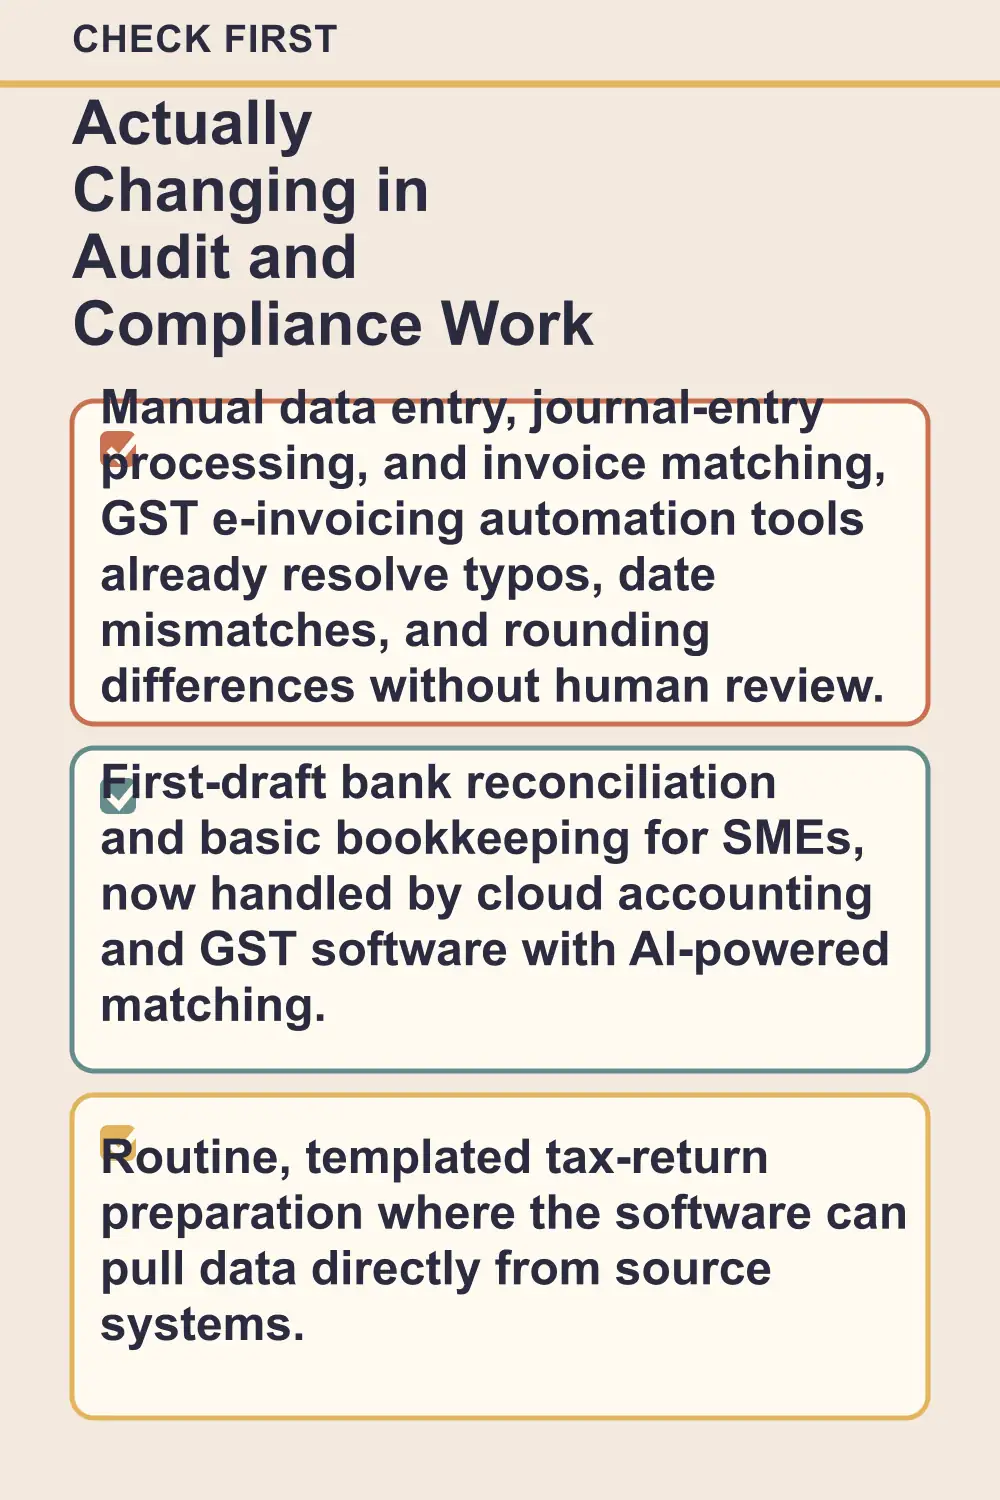 CHECK FIRST
Actually
Changing in
Audit and
Compliance Work
Manual data entry, journal-entry
processing, and invoice matching,
GST e-invoicing automation tools
already resolve typos, date
mismatches, and rounding
differences without human review.
First-draft bank reconciliation
and basic bookkeeping for SMEs,
now handled by cloud accounting
and GST software with AI-powered
matching.
Routine, templated tax-return
preparation where the software can
pull data directly from source
systems.